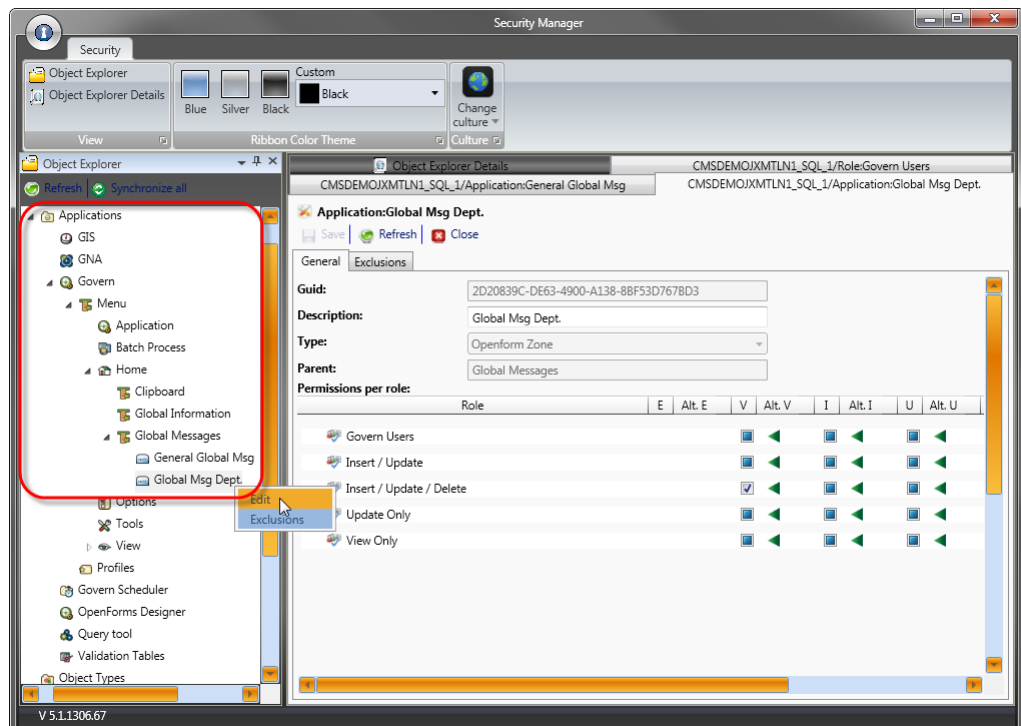 Security Manager
Security
Object Explorer
Object Explorer Details
View
Blue Silver Black
Custom
Black
Ribbon Color Theme
Change culture
Culture
Object Explorer
Refresh Synchronize all
Applications
GIS
GNA
Govern
Menu
Application
Batch Process
Home
Clipboard
Global Information
Global Messages
General Global Msg
Global Msg Dept.
Edit
Exclusions
Options
Tools
View
Profiles
Govern Scheduler
OpenForms Designer
Query tool
Validation Tables
Object Types
Object Explorer Details
CMSDEMOJXMTLN1_SQL_1/Role:Govern Users
CMSDEMOJXMTLN1_SQL_1/Application:General Global Msg
CMSDEMOJXMTLN1_SQL_1/Application:Global Msg Dept.
Application:Global Msg Dept.
Save Refresh Close
General Exclusions
Guid: 2D20839C-DE63-4900-A138-8BF53D767BD3
Description: Global Msg Dept.
Type: Openform Zone
Parent: Global Messages
Permissions per role:
Role E Alt. E V Alt. V I Alt. I U Alt. U
Govern Users
Insert / Update
Insert / Update / Delete
Update Only
View Only
V 5.1.1306.67